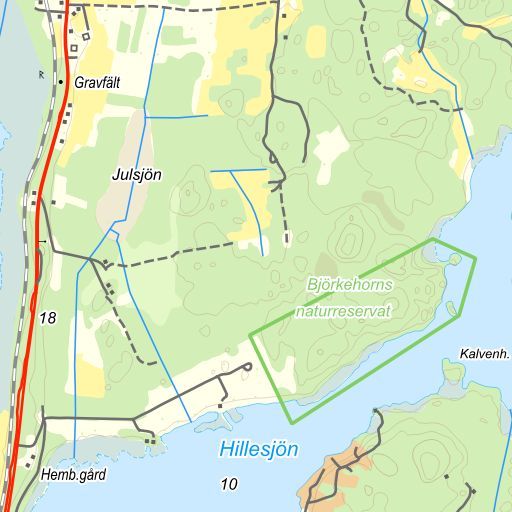 R
Gravfält
Julsjön
Björkehorns
naturreservat
18
Kalvenh.
Hillesjön
Hemb.gård
10